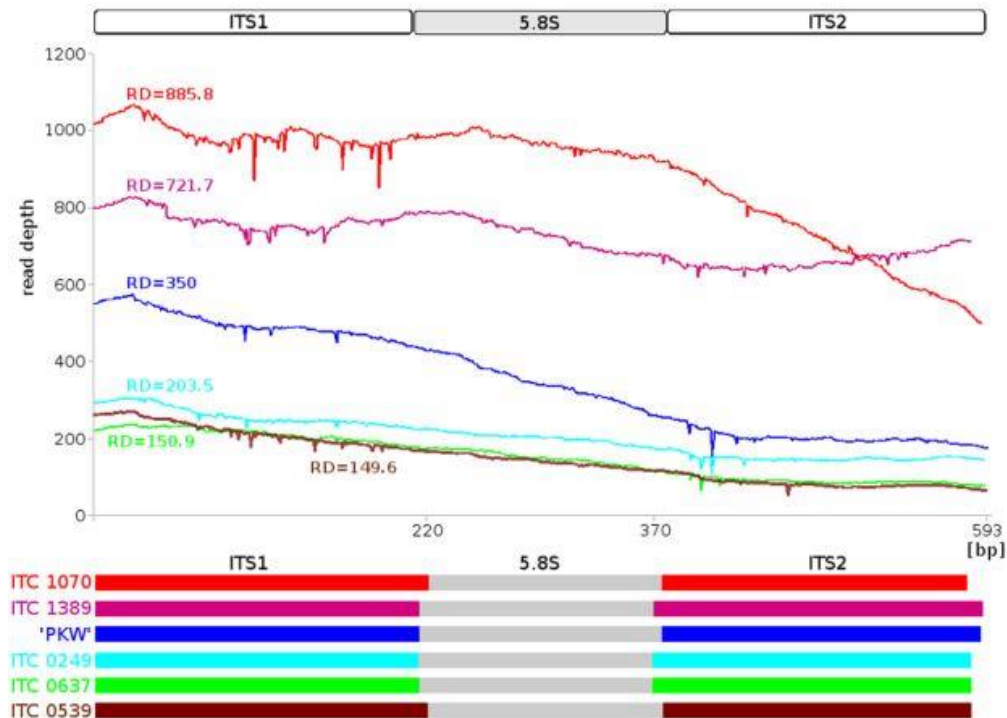 ITS1 5.8S ITS2
1200
RD=885.8
1000
RD=721.7
800
read depth
600
RD=350
400
RD=203.5
200
RD=150.9
RD=149.6
0
220 370 593
[bp]
ITS1 5.8S ITS2
ITC 1070
ITC 1389
'PKW'
ITC 0249
ITC 0637
ITC 0539